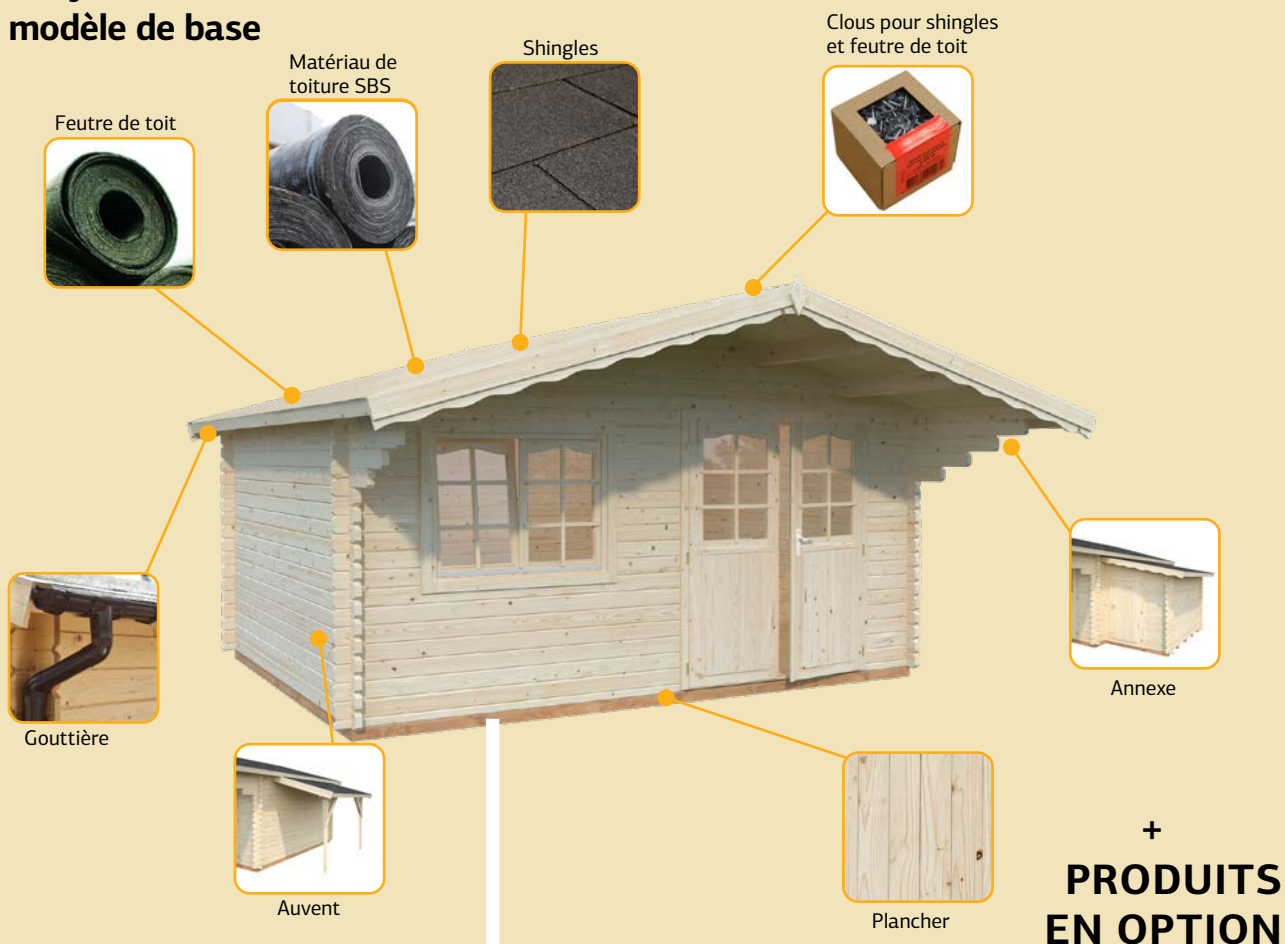 modèle de base
Clous pour shingles
et feutre de toit
Shingles
Matériau de
toiture SBS
Feutre de toit
Annexe
Gouttière
Auvent
Plancher
+
PRODUITS
EN OPTION